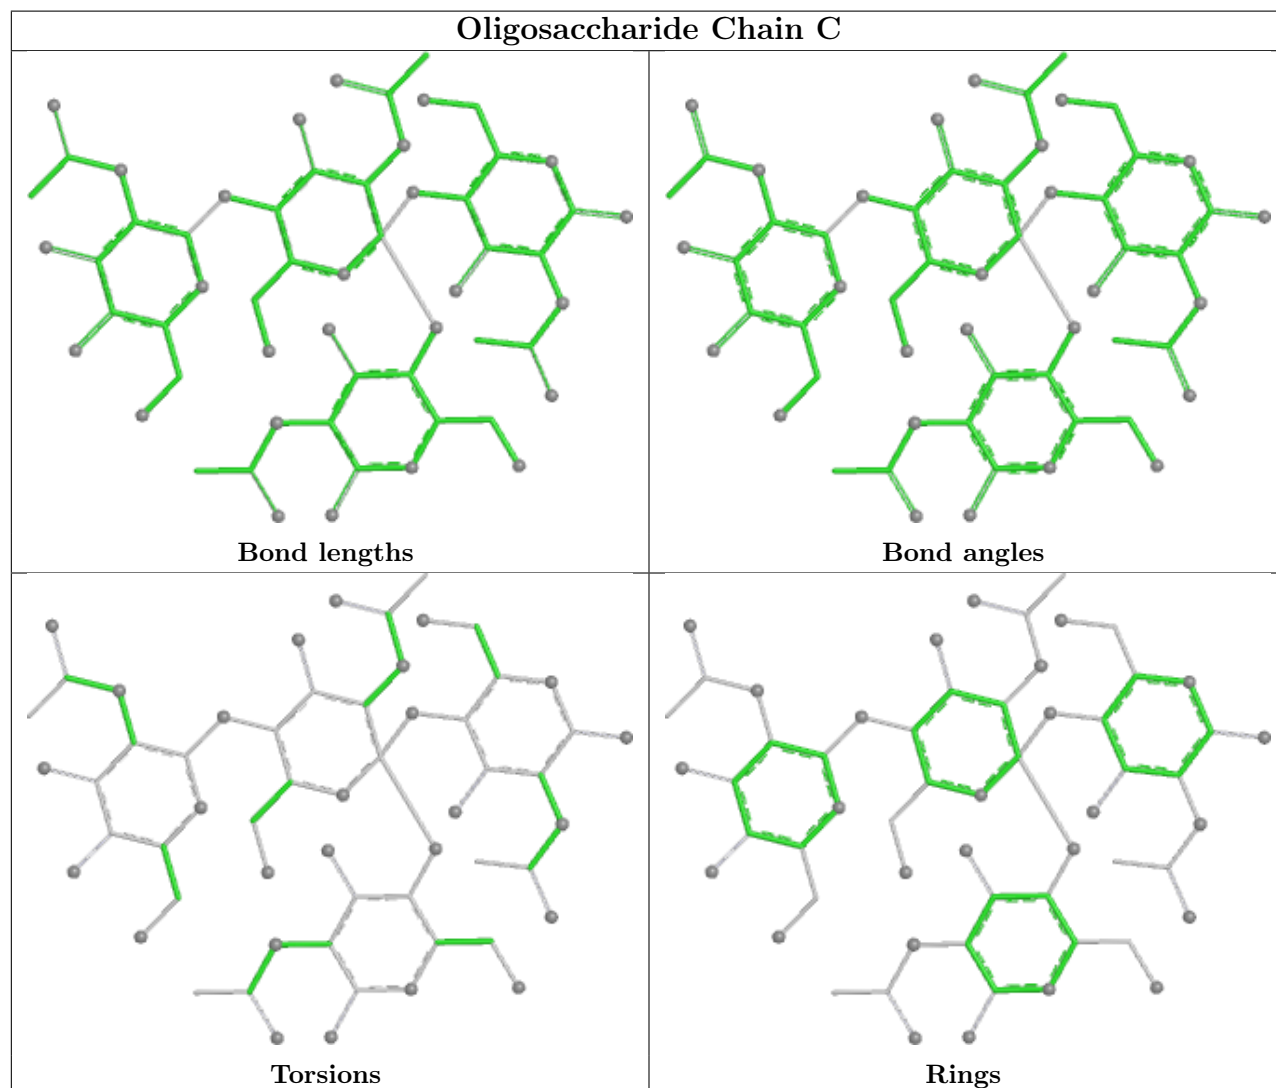 Oligosaccharide Chain C
Bond lengths
Bond angles
Torsions
Rings